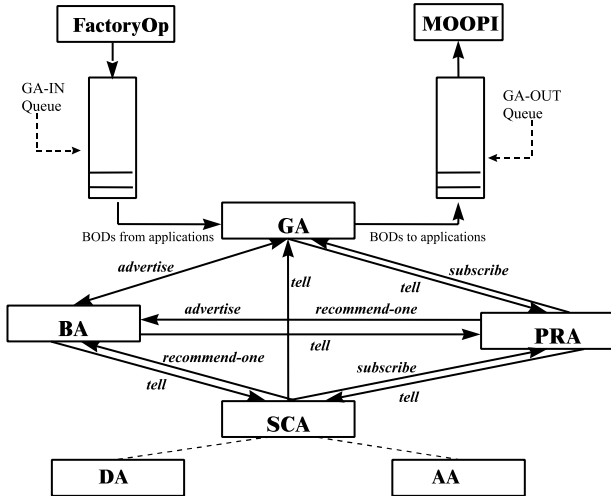 FactoryOp
MOOPI
GA-IN
Queue
GA-OUT
Queue
GA
BODs from applications
BODs to applications
advertise
subscribe
tell
tell
advertise
recommend-one
BA
PRA
tell
recommend-one
subscribe
tell
tell
SCA
DA
AA